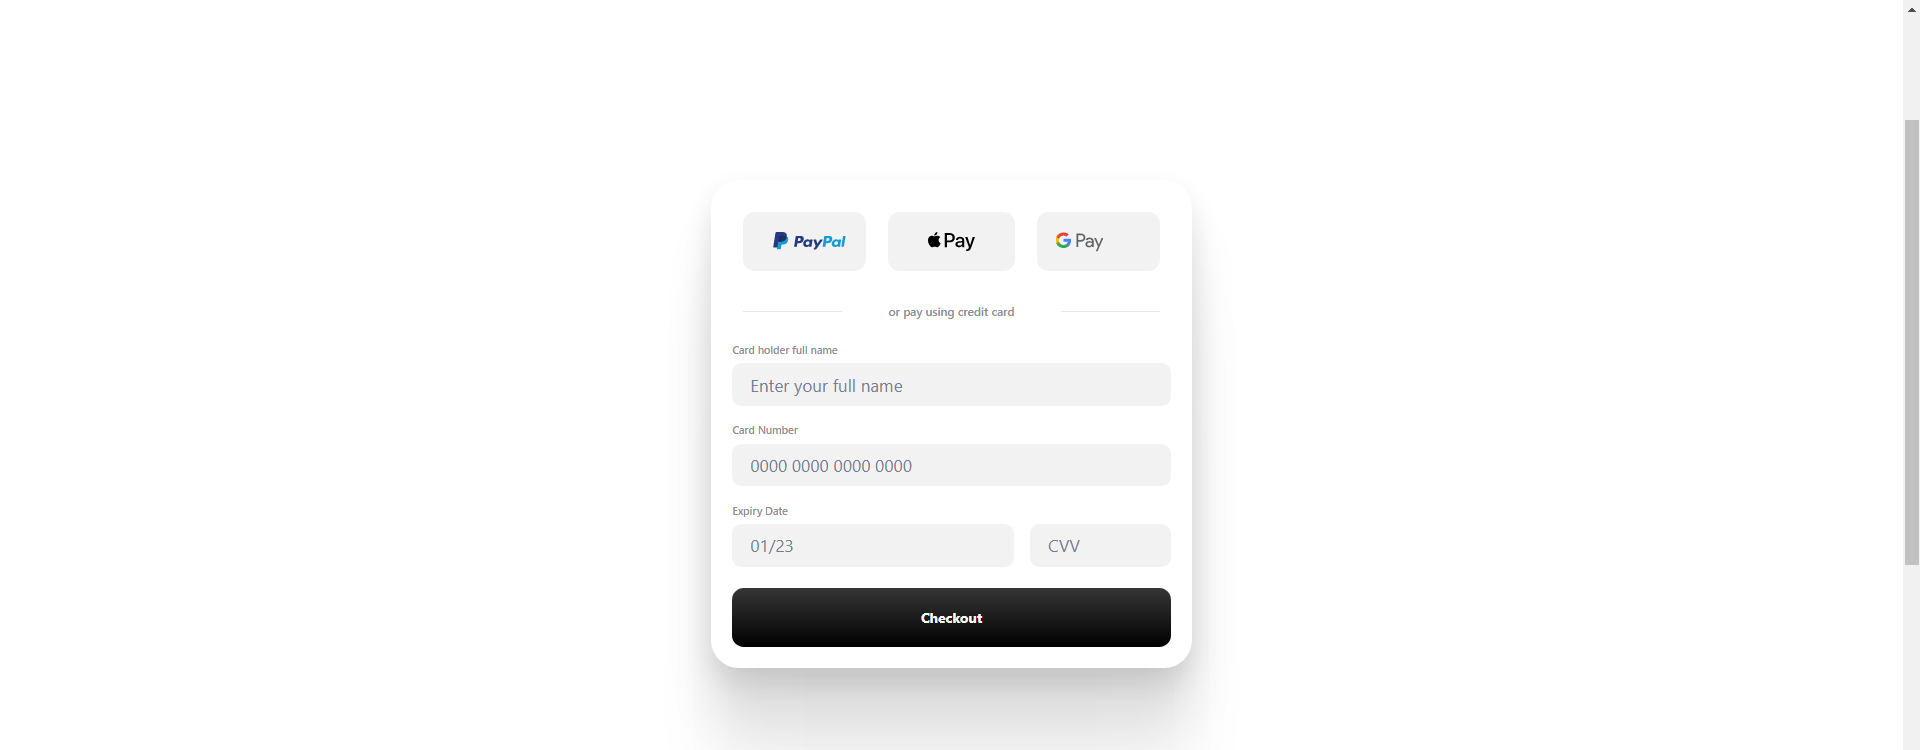 PayPal
Pay
G Pay
or pay using credit card
Card holder full name
Enter your full name
Card Number
0000 0000 0000 0000
Expiry Date
01/23
CVV
Checkout